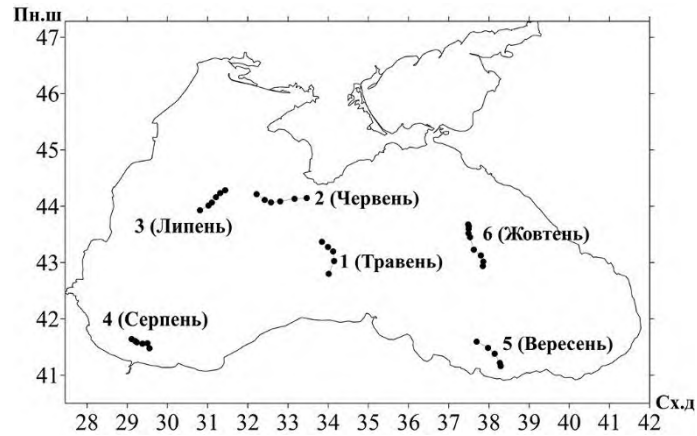 Пн.ш
47
46
45
44
43
42
41
2 (Червень)
3 (Липень)
6 (Жовтень)
1 (Травень)
4 (Серпень)
5 (Вересень)
28 29 30 31 32 33 34 35 36 37 38 39 40 41 42
Сх.д